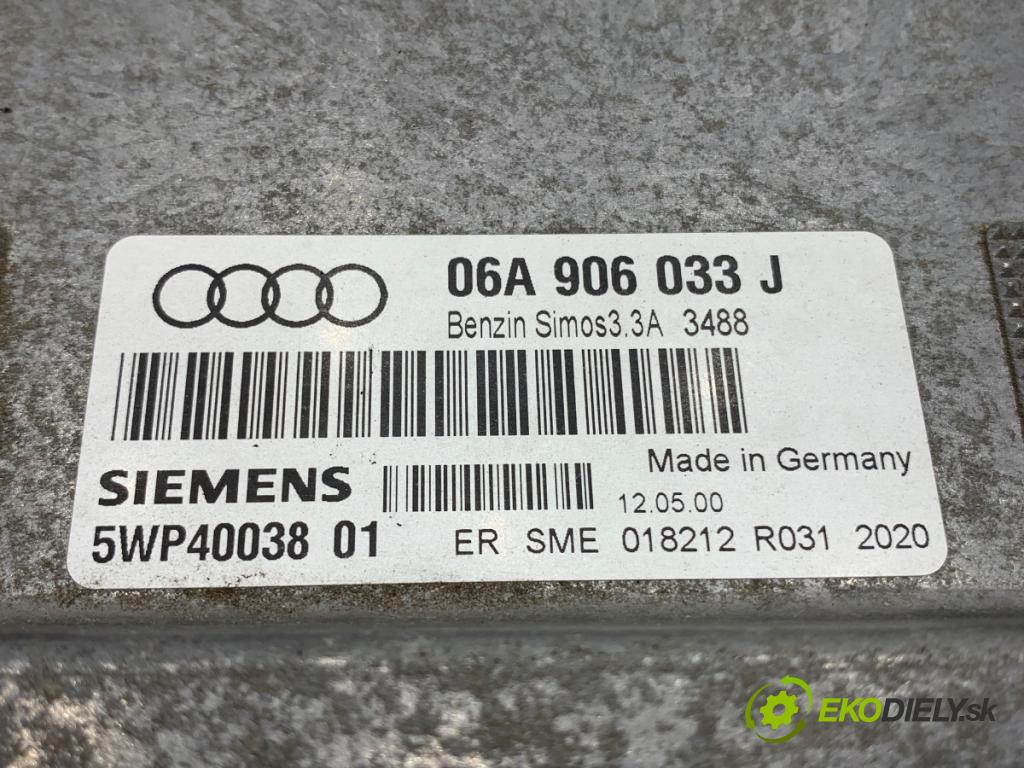 06A 906 033 J
Benzin Simos3.3A 3488
Made in Germany
SIEMENS
12.05.00
5WP40038 01
ER SME 018212 R031 2020
EKODIELY.sk